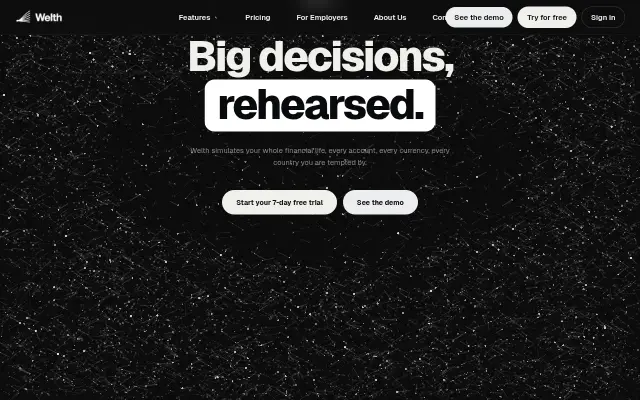 Welth
Features
Pricing
For Employers
About Us
Con
See the demo
Try for free
Sign in
Big decisions,
rehearsed.
Welth simulates your whole financial life, every account, every currency, every
country you are tempted by.
Start your 7-day free trial
See the demo